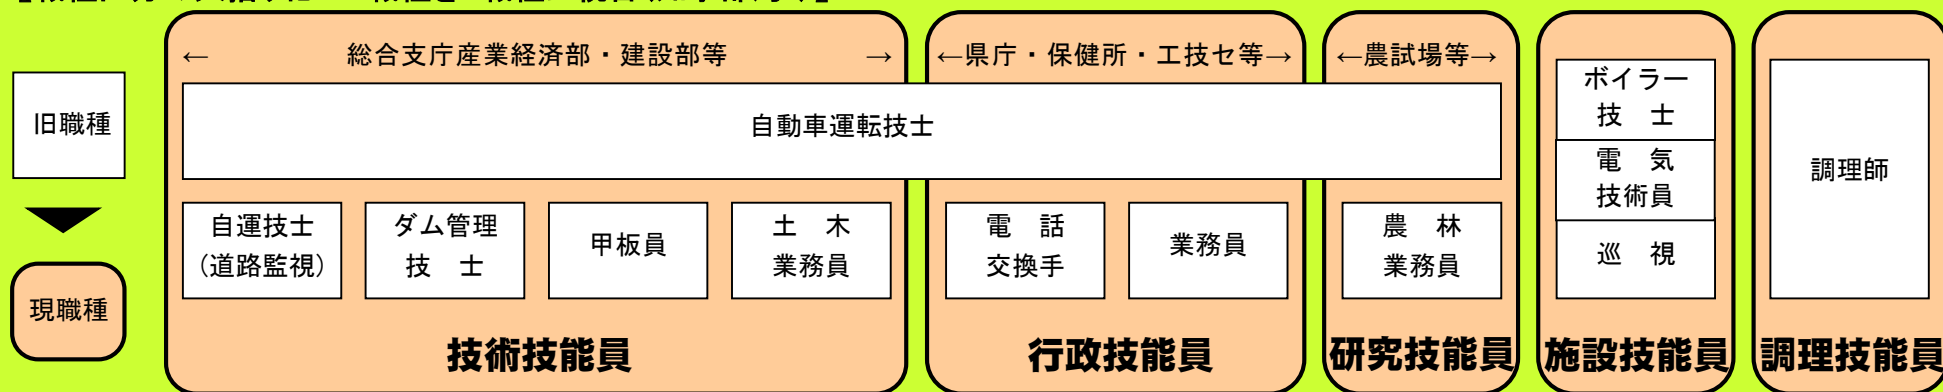 ←　総合支庁産業経済部・建設部等　→
←県庁・保健所・工技セ等→
←農試場等→
旧職種
自動車運転技士
ボイラー
技　士
電　気
技術員
巡　視
調理師
自運技士
（道路監視）
ダム管理
技　士
甲板員
土　木
業務員
電　話
交換手
業務員
農　林
業務員
現職種
技術技能員
行政技能員
研究技能員
施設技能員
調理技能員